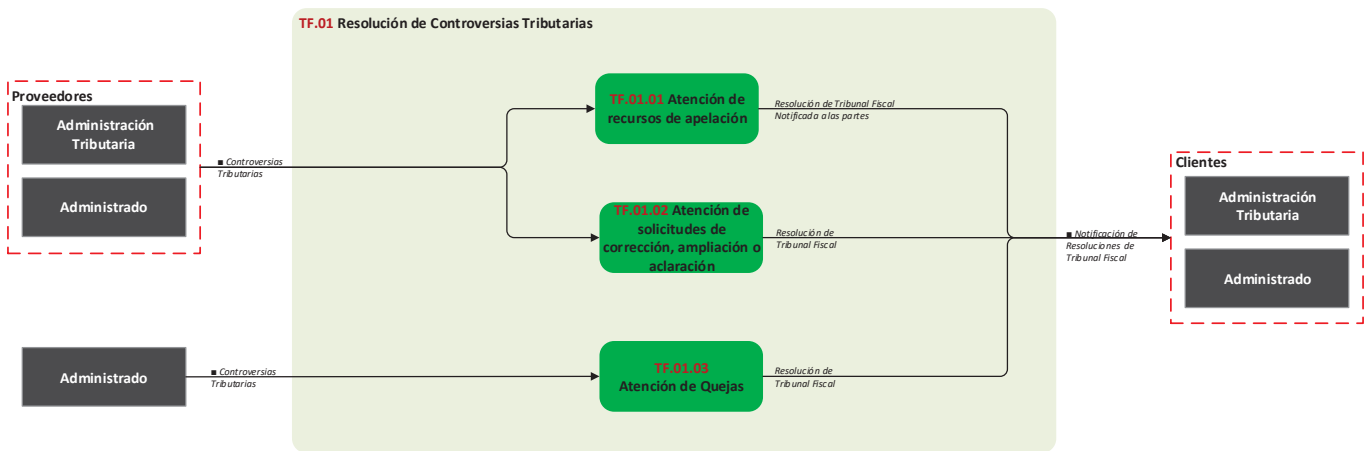 TF.01 Resolución de Controversias Tributarias
Proveedores
Administración
Tributaria
Administrado
■ Controversias
Tributarias
TF.01.01 Atención de
recursos de apelación
Resolución de Tribunal Fiscal
Notificada a las partes
TF.01.02 Atención de
solicitudes de
corrección, ampliación o
aclaración
Resolución de
Tribunal Fiscal
■ Notificación de
Resoluciones de
Tribunal Fiscal
Clientes
Administración
Tributaria
Administrado
Administrado
■ Controversias
Tributarias
TF.01.03
Atención de Quejas
Resolución de
Tribunal Fiscal